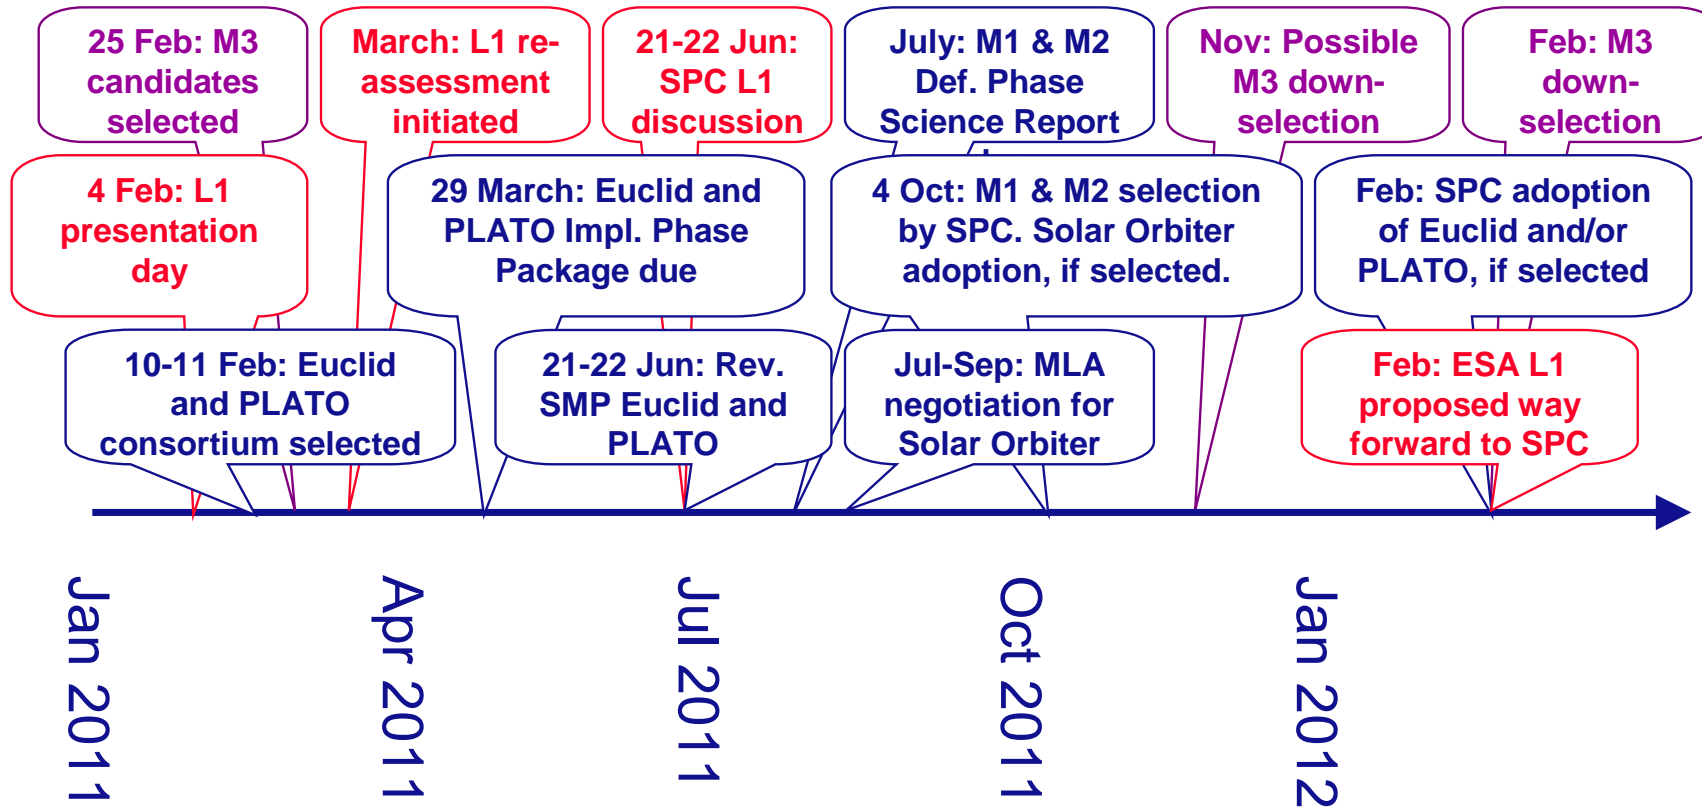 25 Feb: M3
candidates
selected
March: L1 re-
assessment
initiated
21-22 Jun:
SPC L1
discussion
July: M1 & M2
Def. Phase
Science Report
Nov: Possible
M3 down-
selection
Feb: M3
down-
selection
4 Feb: L1
presentation
day
29 March: Euclid and
PLATO Impl. Phase
Package due
4 Oct: M1 & M2 selection
by SPC. Solar Orbiter
adoption, if selected.
Feb: SPC adoption
of Euclid and/or
PLATO, if selected
10-11 Feb: Euclid
and PLATO
consortium selected
21-22 Jun: Rev.
SMP Euclid and
PLATO
Jul-Sep: MLA
negotiation for
Solar Orbiter
Feb: ESA L1
proposed way
forward to SPC
Jan 2011
Apr 2011
Jul 2011
Oct 2011
Jan 2012